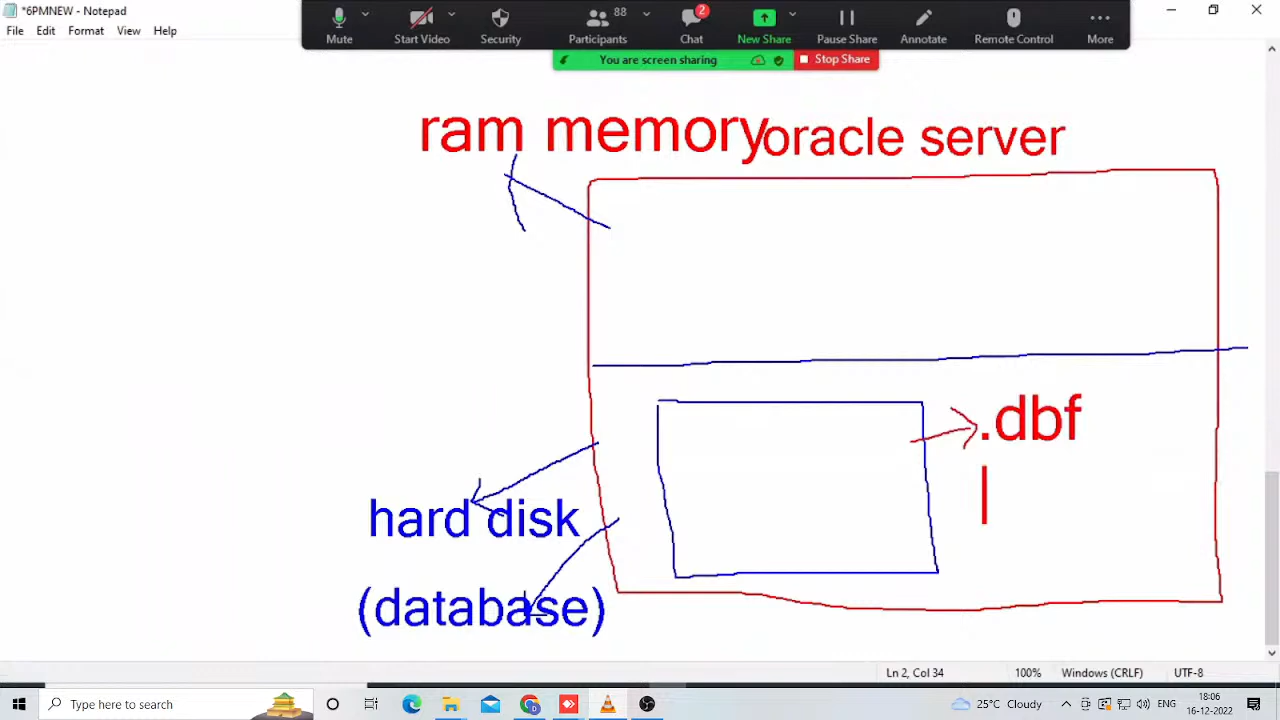 *6PMNEW - Notepad
File Edit Format View Help
88
2
Mute Start Video Security Participants Chat New Share Pause Share Annotate Remote Control More
You are screen sharing Stop Share
ram memory oracle server
.dbf
hard disk
(database)
Ln 2, Col 34 100% Windows (CRLF) UTF-8
Type here to search 25°C Cloudy ENG 18:06
16-12-2022